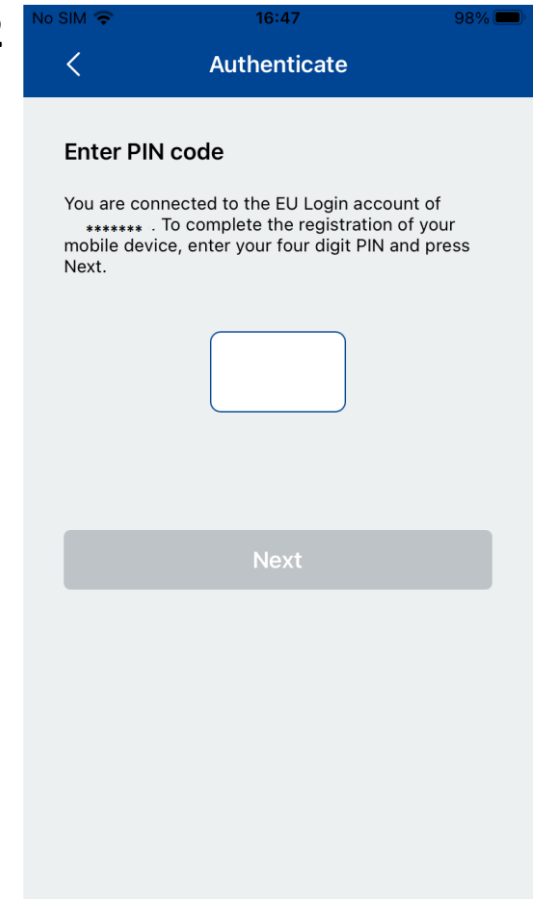 No SIM 16:47 98%
Authenticate
Enter PIN code
You are connected to the EU Login account of
******* . To complete the registration of your
mobile device, enter your four digit PIN and press
Next.
Next